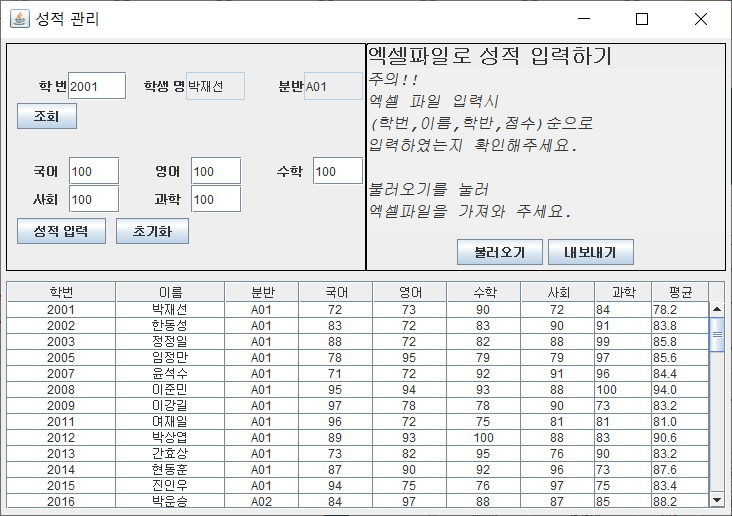 성적 관리
학 번 2001 학생 명 박재선 분반 A01
조회
국어 100 영어 100 수학 100
사회 100 과학 100
성적 입력 초기화
엑셀파일로 성적 입력하기
주의!!
엑셀 파일 입력시
(학번,이름,학반,점수)순으로
입력하였는지 확인해주세요.
불러오기를 눌러
엑셀파일을 가져와 주세요.
불러오기 내보내기
학번 이름 분반 국어 영어 수학 사회 과학 평균
2001 박재선 A01 72 73 90 72 84 78.2
2002 한동성 A01 83 72 83 90 91 83.8
2003 정정일 A01 88 72 82 88 99 85.8
2005 임정만 A01 78 95 79 79 97 85.6
2007 윤석수 A01 71 72 92 91 96 84.4
2008 이준민 A01 95 94 93 88 100 94.0
2009 이강길 A01 97 78 78 90 73 83.2
2011 여재일 A01 96 72 75 81 81 81.0
2012 박상엽 A01 89 93 100 88 83 90.6
2013 간효상 A01 73 82 95 76 90 83.2
2014 현동훈 A01 87 90 92 96 73 87.6
2015 진인우 A01 94 75 76 97 75 83.4
2016 박운승 A02 84 97 88 87 85 88.2